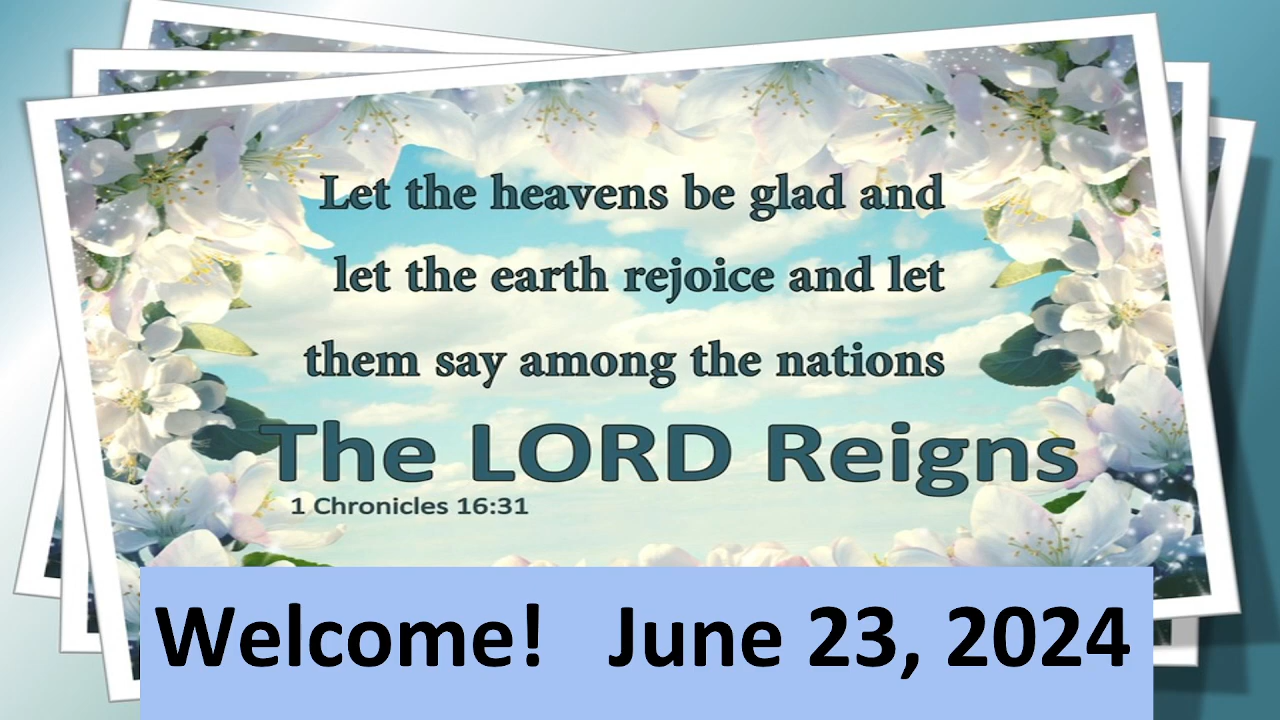 Let the heavens be glad and
let the earth rejoice and let
them say among the nations
The LORD Reigns
1 Chronicles 16:31
Welcome!   June 23, 2024